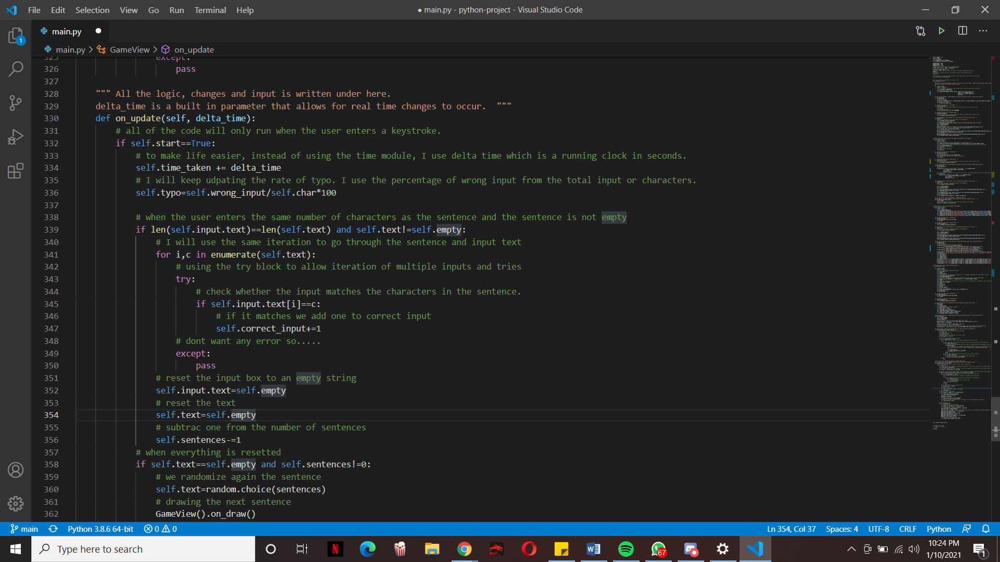 File Edit Selection View Go Run Terminal Help
● main.py - python-project - Visual Studio Code
main.py ●
main.py > GameView > on_update
325 except:
326 pass
327
328 """ All the logic, changes and input is written under here.
329 delta_time is a built in parameter that allows for real time changes to occur.  """
330 def on_update(self, delta_time):
331 # all of the code will only run when the user enters a keystroke.
332 if self.start==True:
333 # to make life easier, instead of using the time module, I use delta time which is a running clock in seconds.
334 self.time_taken += delta_time
335 # I will keep udpating the rate of typo. I use the percentage of wrong input from the total input or characters.
336 self.typo=self.wrong_input/self.char*100
337
338 # when the user enters the same number of characters as the sentence and the sentence is not empty
339 if len(self.input.text)==len(self.text) and self.text!=self.empty:
340 # I will use the same iteration to go through the sentence and input text
341 for i,c in enumerate(self.text):
342 # using the try block to allow iteration of multiple inputs and tries
343 try:
344 # check whether the input matches the characters in the sentence.
345 if self.input.text[i]==c:
346 # if it matches we add one to correct input
347 self.correct_input+=1
348 # dont want any error so.....
349 except:
350 pass
351 # reset the input box to an empty string
352 self.input.text=self.empty
353 # reset the text
354 self.text=self.empty
355 # subtrac one from the number of sentences
356 self.sentences-=1
357 # when everything is resetted
358 if self.text==self.empty and self.sentences!=0:
359 # we randomize again the sentence
360 self.text=random.choice(sentences)
361 # drawing the next sentence
362 GameView().on_draw()
1
main Python 3.8.6 64-bit 0 0
Ln 354, Col 37 Spaces: 4 UTF-8 CRLF Python
Type here to search
N
W
67
10:24 PM
1/10/2021
1